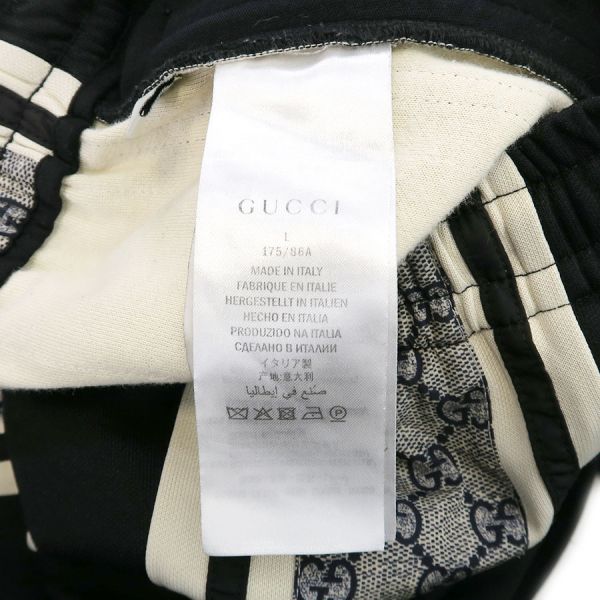 GUCCI
L
175/86A
MADE IN ITALY
FABRIQUE EN ITALIE
HERGESTELLT IN ITALIEN
HECHO EN ITALIA
PRODUZIDO NA ITALIA
СДЕЛАНО В ИТАЛИИ
イタリア製
产地:意大利
صنع في إيطاليا